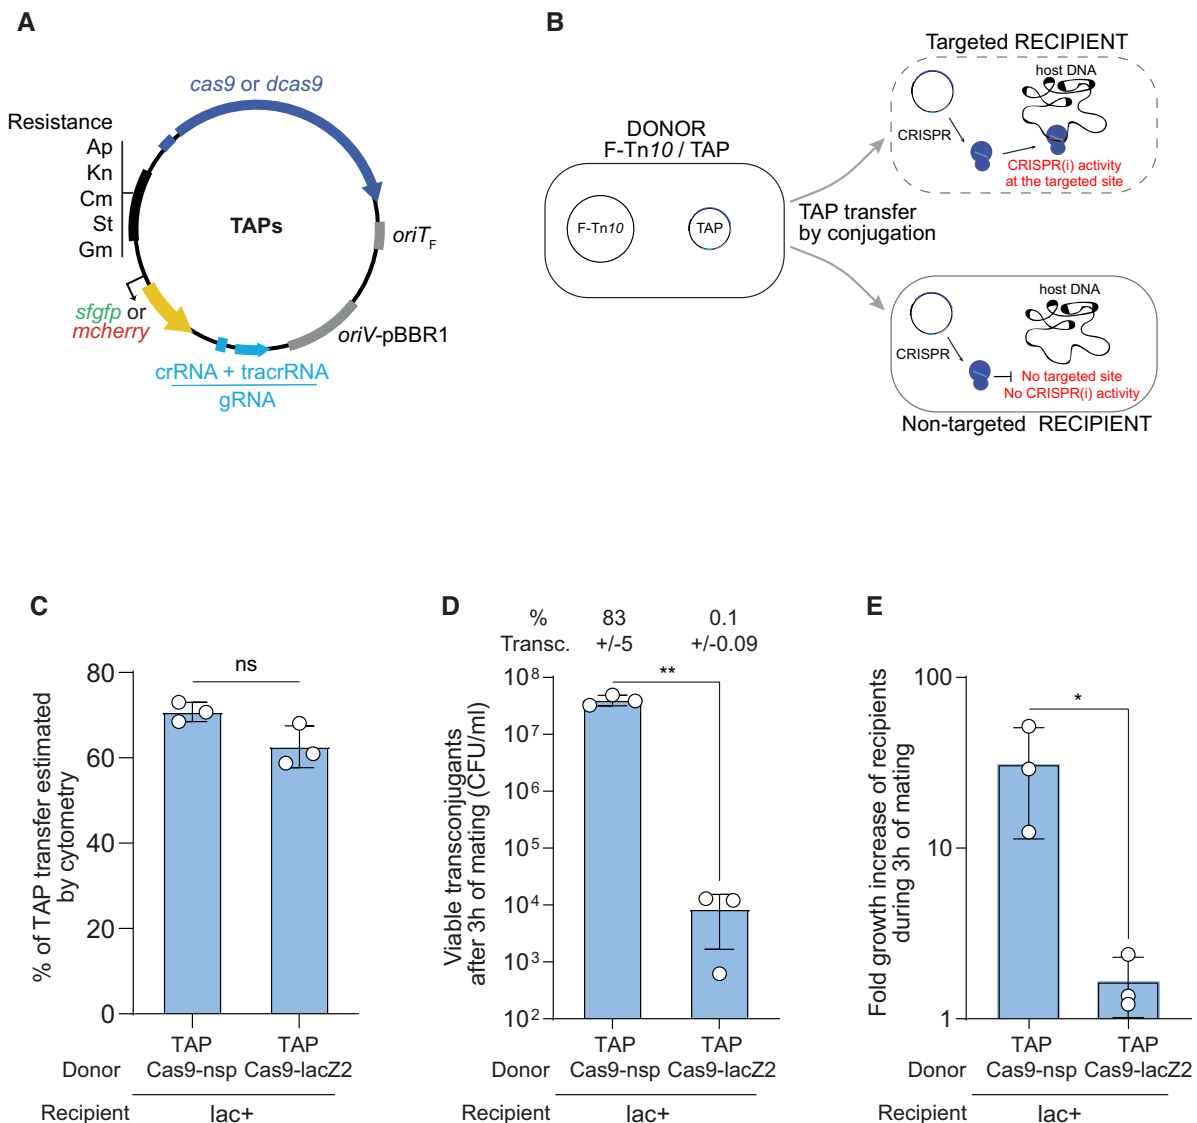 A
cas9 or dcas9
Resistance
Ap
Kn
Cm
St
Gm
TAPs
oriTF
sfgfp or
mcherry
oriV-pBBR1
crRNA + tracrRNA
gRNA
B
DONOR
F-Tn10 / TAP
F-Tn10
TAP
TAP transfer
by conjugation
Targeted RECIPIENT
host DNA
CRISPR
CRISPR(i) activity
at the targeted site
host DNA
CRISPR
No targeted site
No CRISPR(i) activity
Non-targeted RECIPIENT
C
% of TAP transfer estimated
by cytometry
80
60
40
20
0
ns
TAP
Cas9-nsp
TAP
Cas9-lacZ2
Donor
Recipient
lac+
D
% 83 0.1
Transc. +/-5 +/-0.09
Viable transconjugants
after 3h of mating (CFU/ml)
10^8
10^7
10^6
10^5
10^4
10^3
10^2
**
TAP
Cas9-nsp
TAP
Cas9-lacZ2
Donor
Recipient
lac+
E
Fold growth increase of recipients
during 3h of mating
100
10
1
*
TAP
Cas9-nsp
TAP
Cas9-lacZ2
Donor
Recipient
lac+